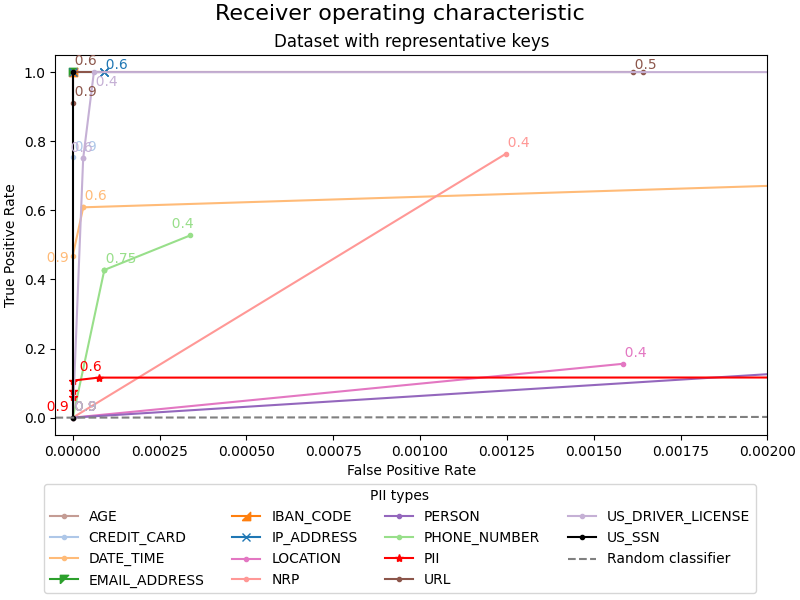 Receiver operating characteristic
Dataset with representative keys
True Positive Rate
1.0
0.8
0.6
0.4
0.2
0.0
0.6
0.6
0.5
0.4
0.9
0.9
0.4
0.6
0.4
0.9
0.75
0.4
0.6
0.9
0.00000
0.00025
0.00050
0.00075
0.00100
0.00125
0.00150
0.00175
0.00200
False Positive Rate
PII types
AGE
CREDIT_CARD
DATE_TIME
EMAIL_ADDRESS
IBAN_CODE
IP_ADDRESS
LOCATION
NRP
PERSON
PHONE_NUMBER
PII
URL
US_DRIVER_LICENSE
US_SSN
Random classifier